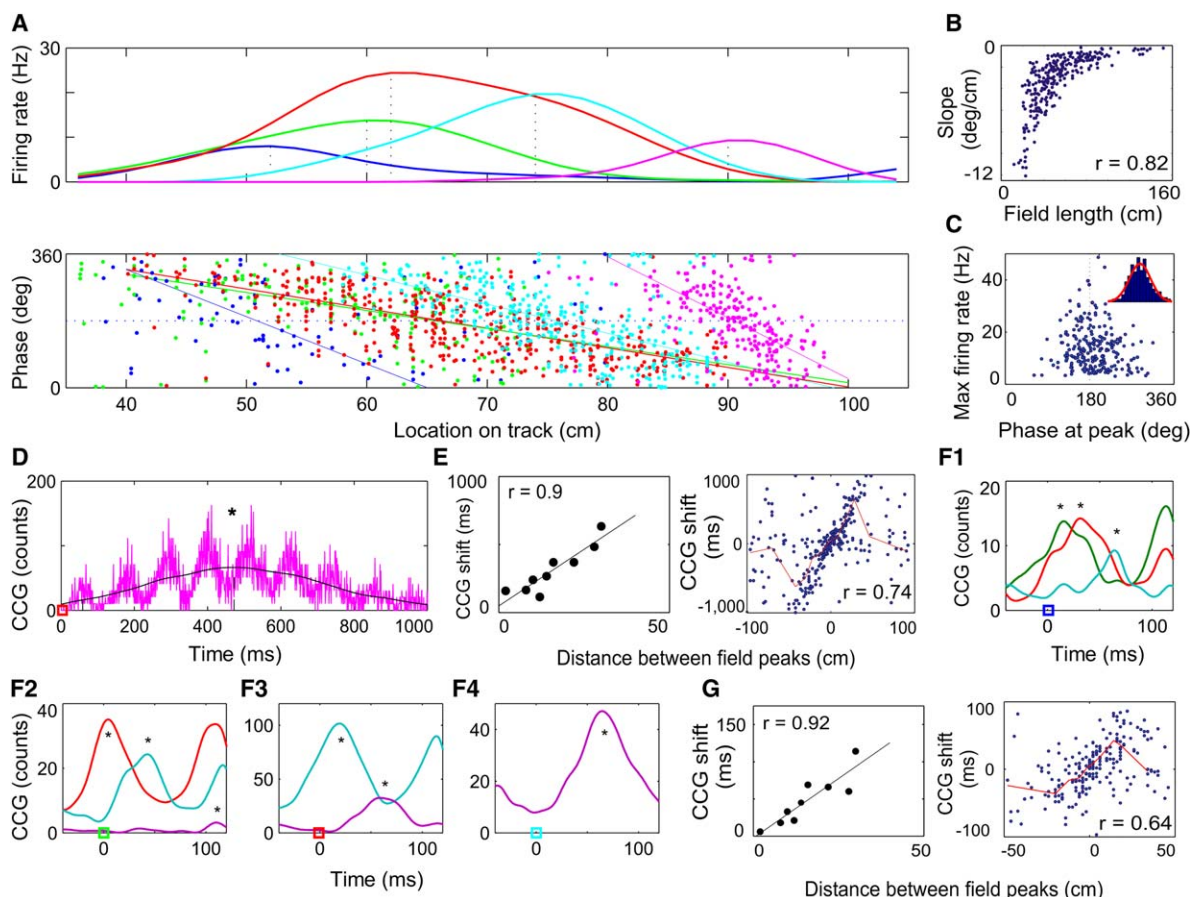 A
Firing rate (Hz)
30
0
Phase (deg)
360
0
40 50 60 70 80 90 100
Location on track (cm)
B
Slope
(deg/cm)
0
-12
r = 0.82
0 160
Field length (cm)
C
Max firing rate (Hz)
40
20
0
0 180 360
Phase at peak (deg)
D
CCG (counts)
200
0
*
0 200 400 600 800 1000
Time (ms)
E
CCG shift (ms)
1000
0
r = 0.9
0 50
CCG shift
(ms)
1000
0
-1,000
r = 0.74
-100 -50 0 50 100
Distance between field peaks (cm)
F1
CCG (counts)
20
10
0
* * *
0 100
Time (ms)
F2
CCG (counts)
40
20
0
* * *
0 100
F3
100
50
0
* *
0 100
Time (ms)
F4
40
20
0
*
0 100
G
CCG shift
(ms)
150
0
r = 0.92
0 50
CCG shift
(ms)
100
0
-100
r = 0.64
-50 0 50
Distance between field peaks (cm)